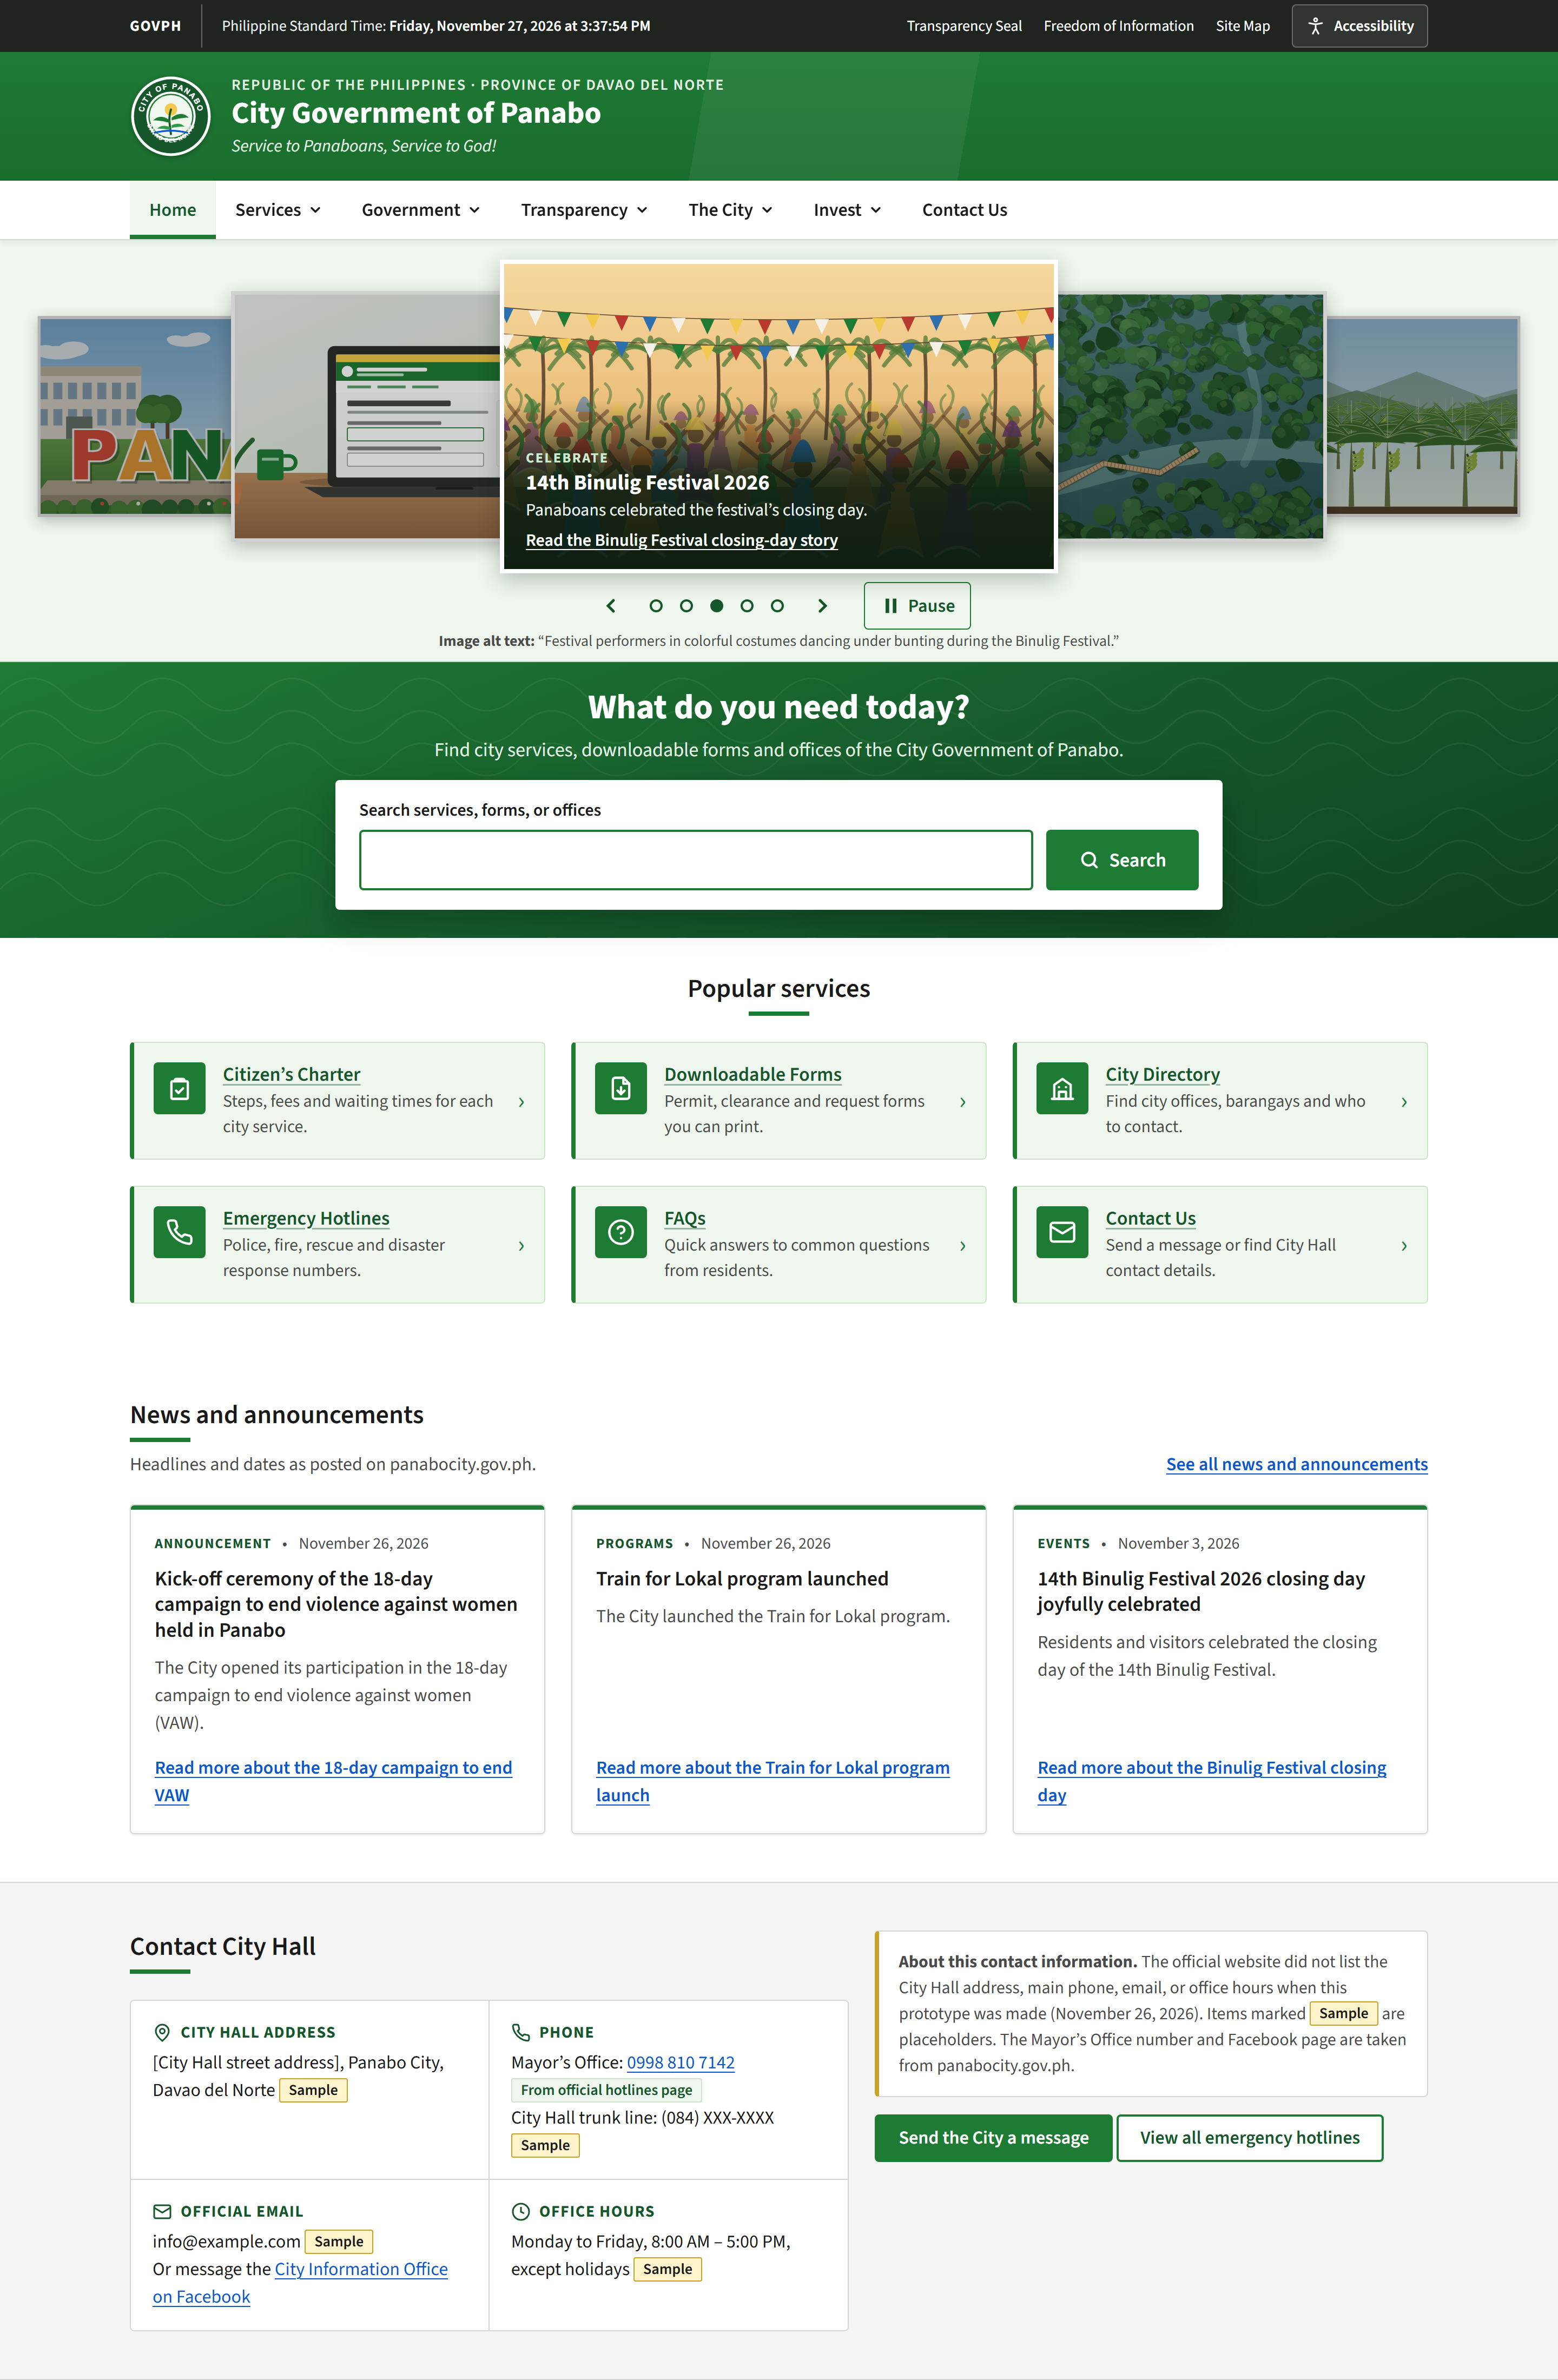 GOVPH
Philippine Standard Time: Friday, November 27, 2026 at 3:37:54 PM
Transparency Seal
Freedom of Information
Site Map
Accessibility
CITY OF PANABO
REPUBLIC OF THE PHILIPPINES · PROVINCE OF DAVAO DEL NORTE
City Government of Panabo
Service to Panaboans, Service to God!
Home
Services
Government
Transparency
The City
Invest
Contact Us
PANA
CELEBRATE
14th Binulig Festival 2026
Panaboans celebrated the festival’s closing day.
Read the Binulig Festival closing-day story
Pause
Image alt text: “Festival performers in colorful costumes dancing under bunting during the Binulig Festival.”
What do you need today?
Find city services, downloadable forms and offices of the City Government of Panabo.
Search services, forms, or offices
Search
Popular services
Citizen’s Charter
Steps, fees and waiting times for each
city service.
Downloadable Forms
Permit, clearance and request forms
you can print.
City Directory
Find city offices, barangays and who
to contact.
Emergency Hotlines
Police, fire, rescue and disaster
response numbers.
FAQs
Quick answers to common questions
from residents.
Contact Us
Send a message or find City Hall
contact details.
News and announcements
Headlines and dates as posted on panabocity.gov.ph.
See all news and announcements
ANNOUNCEMENT • November 26, 2026
Kick-off ceremony of the 18-day
campaign to end violence against women
held in Panabo
The City opened its participation in the 18-day
campaign to end violence against women
(VAW).
Read more about the 18-day campaign to end
VAW
PROGRAMS • November 26, 2026
Train for Lokal program launched
The City launched the Train for Lokal program.
Read more about the Train for Lokal program
launch
EVENTS • November 3, 2026
14th Binulig Festival 2026 closing day
joyfully celebrated
Residents and visitors celebrated the closing
day of the 14th Binulig Festival.
Read more about the Binulig Festival closing
day
Contact City Hall
CITY HALL ADDRESS
[City Hall street address], Panabo City,
Davao del Norte Sample
PHONE
Mayor’s Office: 0998 810 7142
From official hotlines page
City Hall trunk line: (084) XXX-XXXX
Sample
OFFICIAL EMAIL
info@example.com Sample
Or message the City Information Office
on Facebook
OFFICE HOURS
Monday to Friday, 8:00 AM – 5:00 PM,
except holidays Sample
About this contact information. The official website did not list the
City Hall address, main phone, email, or office hours when this
prototype was made (November 26, 2026). Items marked Sample are
placeholders. The Mayor’s Office number and Facebook page are taken
from panabocity.gov.ph.
Send the City a message
View all emergency hotlines